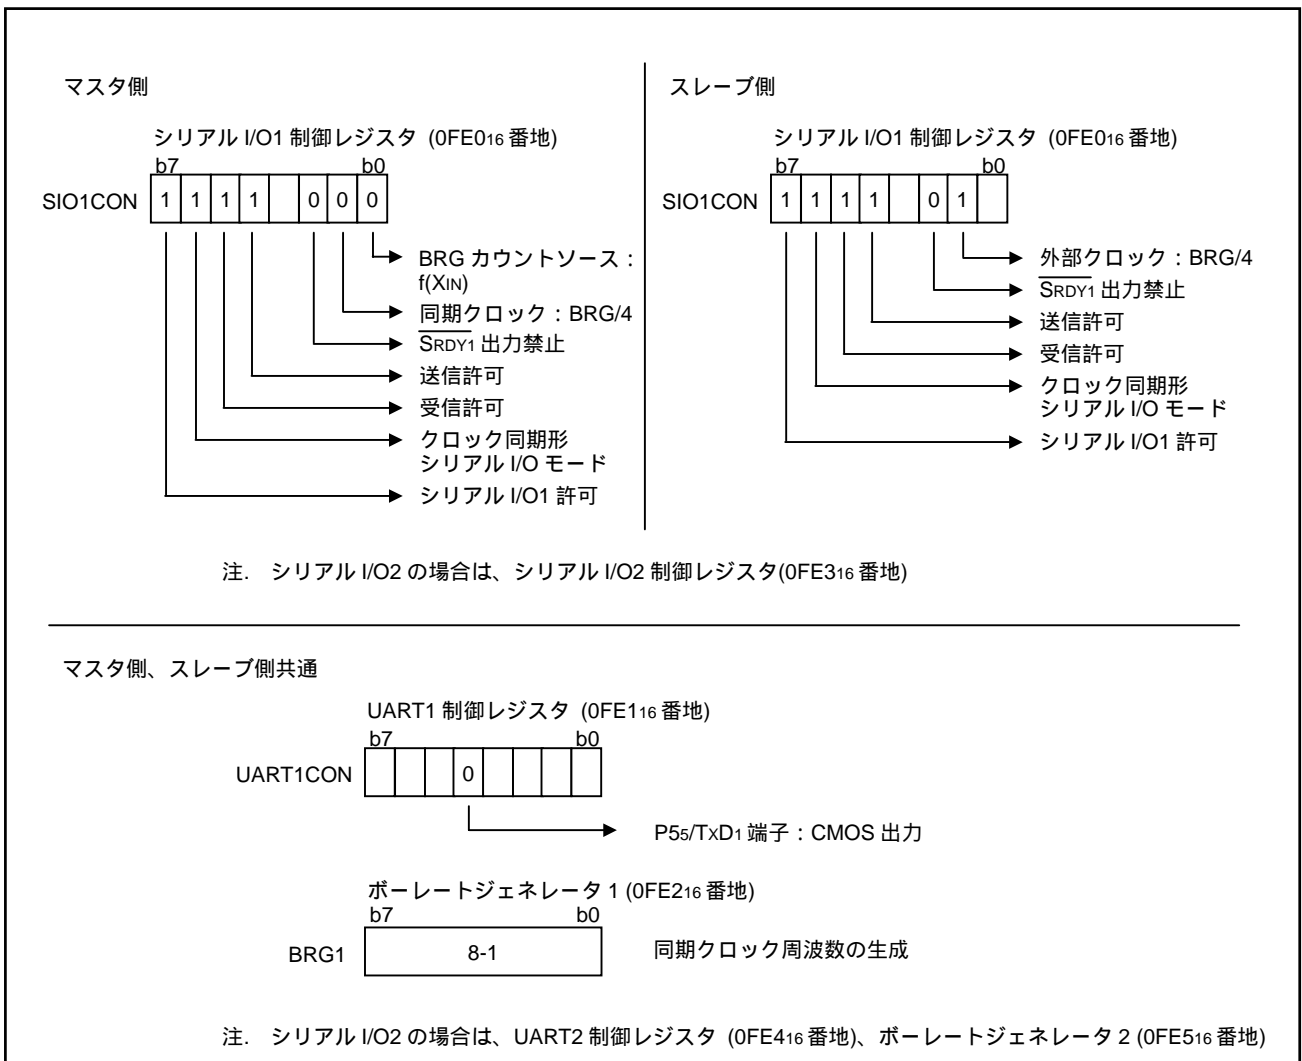 マスタ側
シリアル I/O1 制御レジスタ (0FE016 番地)
b7 b0
SIO1CON 1 1 1 1 0 0 0
BRG カウントソース：
f(XIN)
同期クロック：BRG/4
SRDY1 出力禁止
送信許可
受信許可
クロック同期形
シリアル I/O モード
シリアル I/O1 許可
スレーブ側
シリアル I/O1 制御レジスタ (0FE016 番地)
b7 b0
SIO1CON 1 1 1 1 0 1
外部クロック：BRG/4
SRDY1 出力禁止
送信許可
受信許可
クロック同期形
シリアル I/O モード
シリアル I/O1 許可
注. シリアル I/O2 の場合は、シリアル I/O2 制御レジスタ(0FE316 番地)
マスタ側、スレーブ側共通
UART1 制御レジスタ (0FE116 番地)
b7 b0
UART1CON 0
P55/TXD1 端子：CMOS 出力
ボーレートジェネレータ 1 (0FE216 番地)
b7 b0
BRG1 8-1 同期クロック周波数の生成
注. シリアル I/O2 の場合は、UART2 制御レジスタ (0FE416 番地)、ボーレートジェネレータ 2 (0FE516 番地)